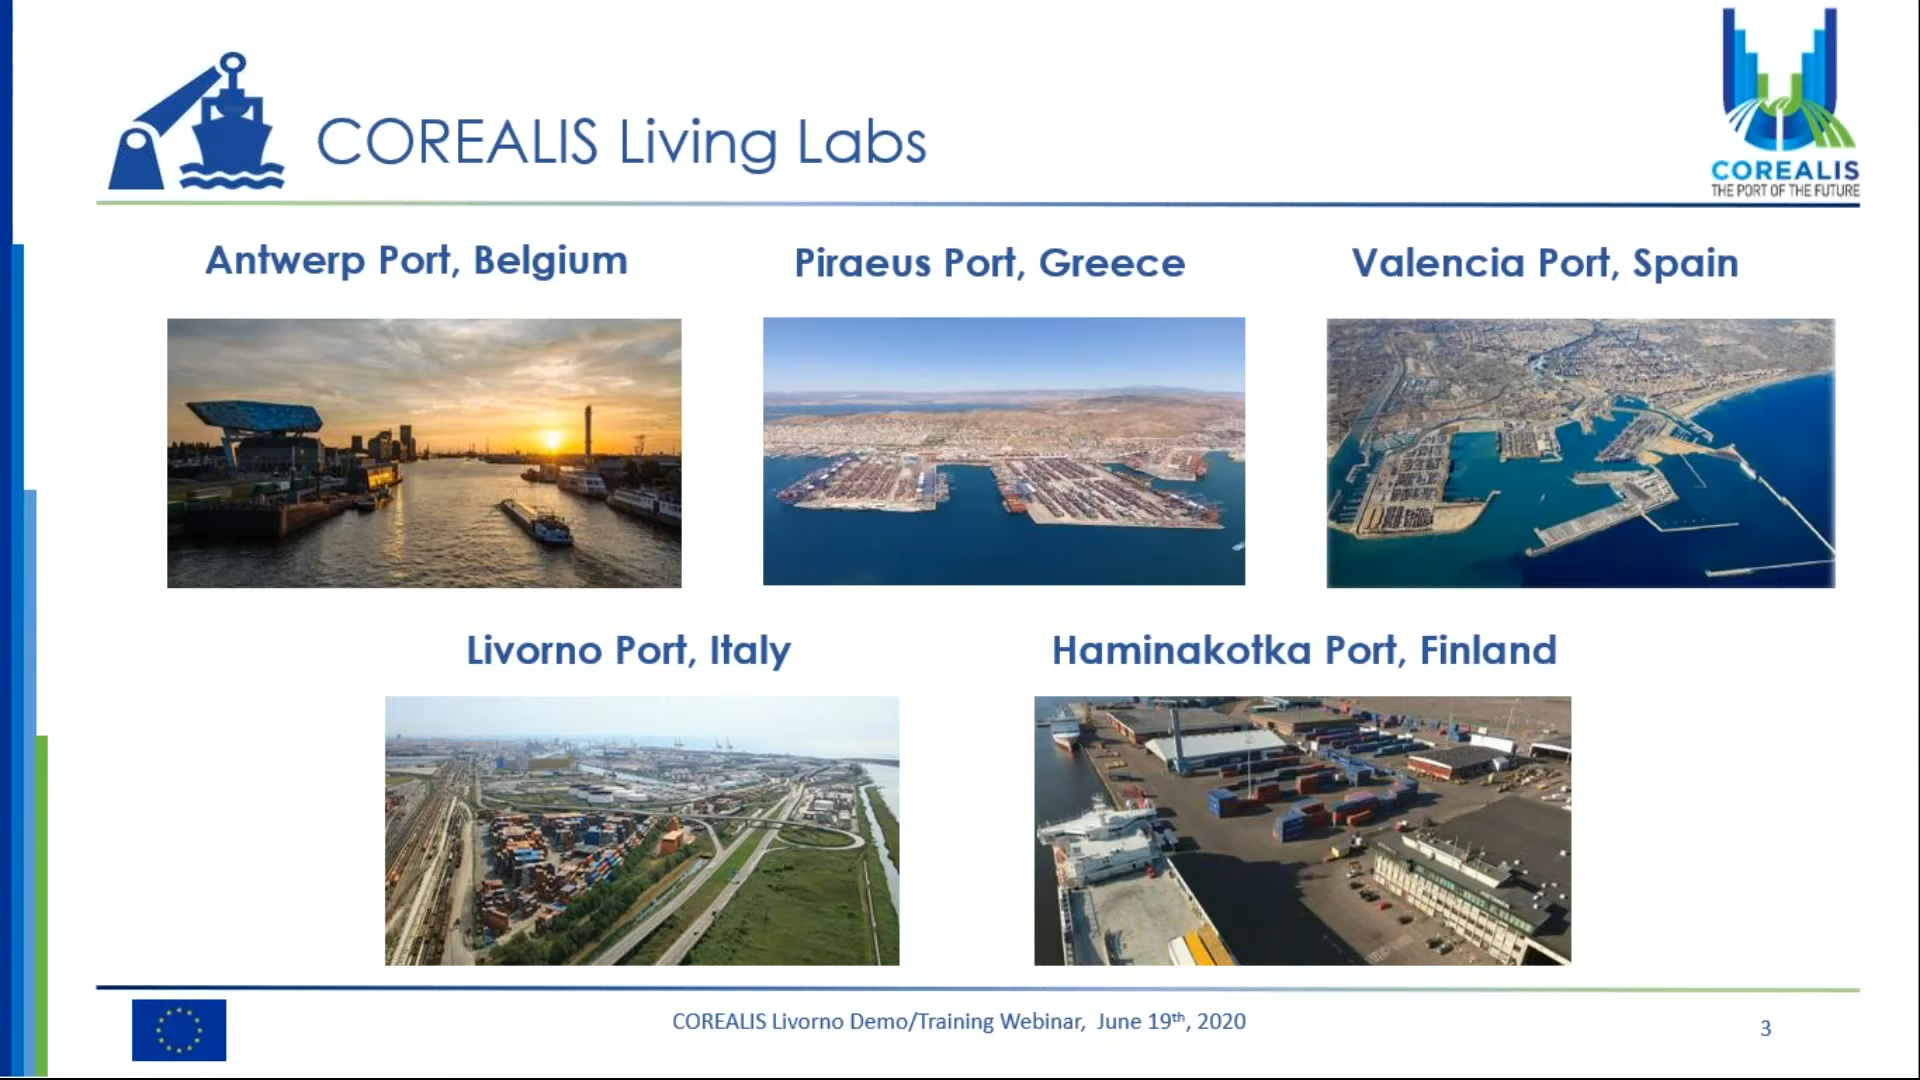 COREALIS Living Labs
COREALIS
THE PORT OF THE FUTURE
Antwerp Port, Belgium
Piraeus Port, Greece
Valencia Port, Spain
Livorno Port, Italy
Haminakotka Port, Finland
COREALIS Livorno Demo/Training Webinar, June 19th, 2020
3